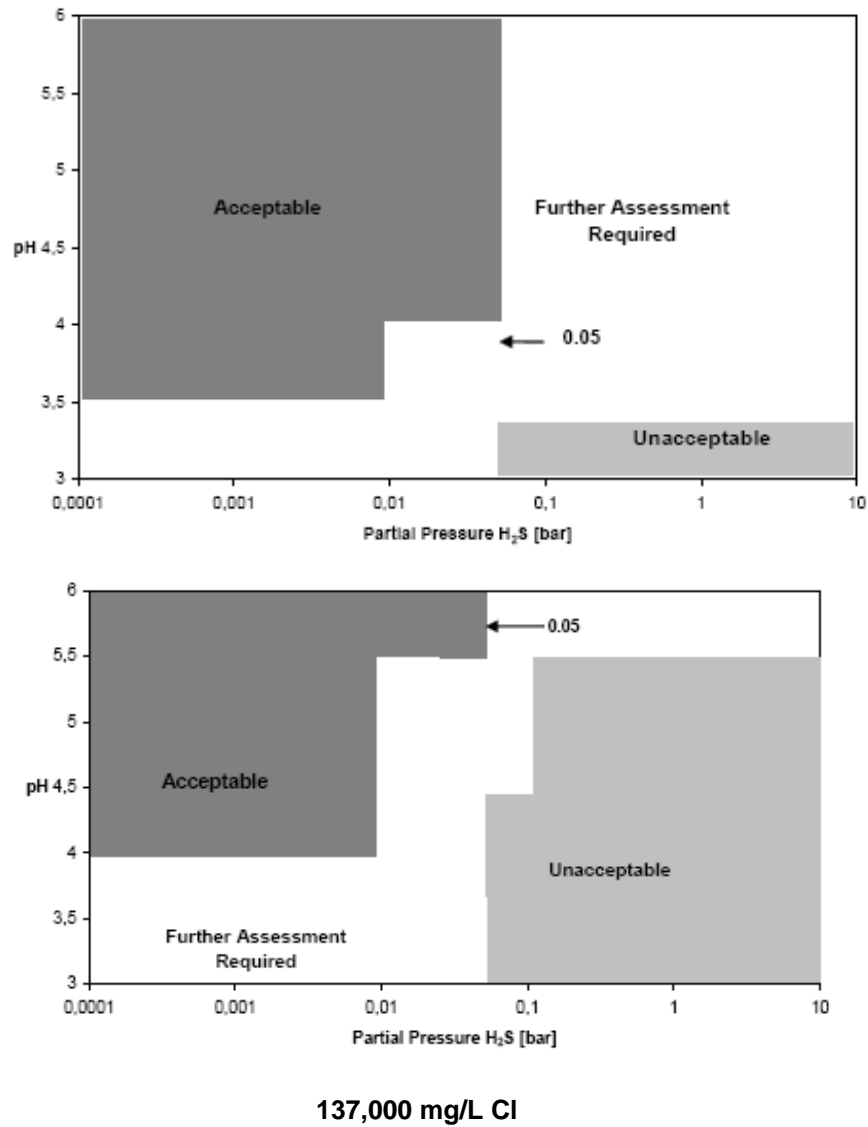 6
5,5
5
Acceptable
Further Assessment
Required
pH 4,5
4
0.05
3,5
Unacceptable
3
0,0001
0,001
0,01
0,1
1
10
Partial Pressure H₂S [bar]
6
0.05
5,5
5
Acceptable
pH 4,5
4
Unacceptable
3,5
Further Assessment
Required
3
0,0001
0,001
0,01
0,1
1
10
Partial Pressure H₂S [bar]
137,000 mg/L Cl